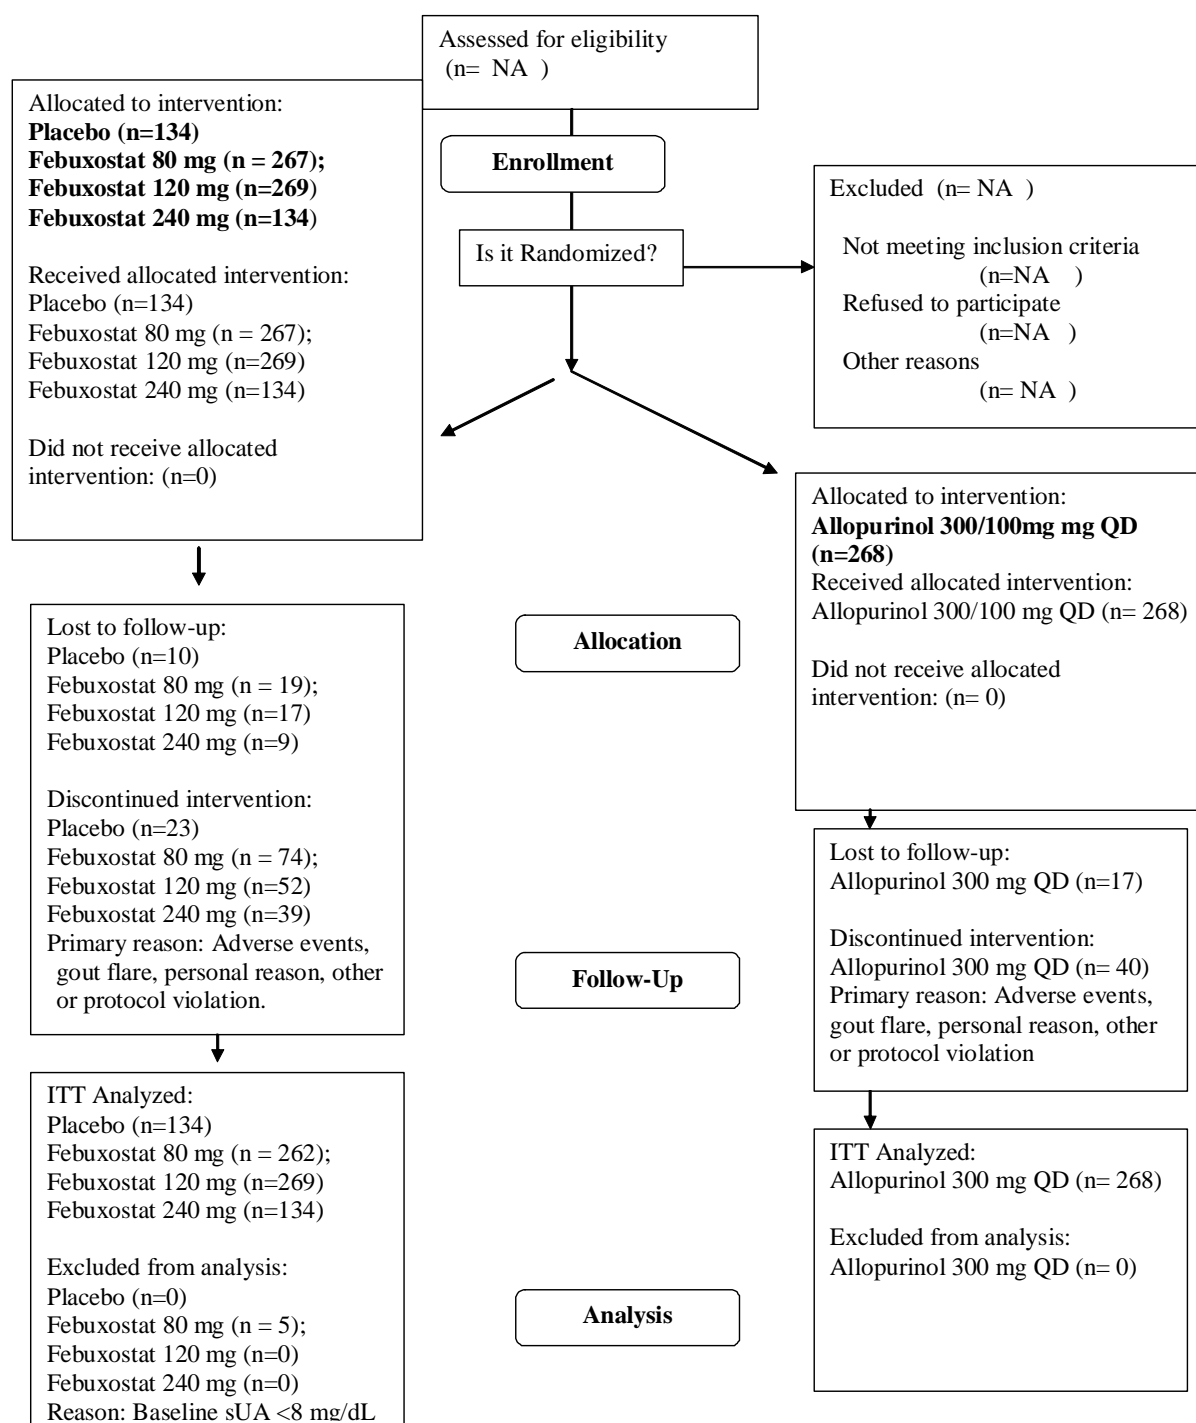 Assessed for eligibility
(n= NA )
Allocated to intervention:
Placebo (n=134)
Febuxostat 80 mg (n = 267);
Febuxostat 120 mg (n=269)
Febuxostat 240 mg (n=134)
Received allocated intervention:
Placebo (n=134)
Febuxostat 80 mg (n = 267);
Febuxostat 120 mg (n=269)
Febuxostat 240 mg (n=134)
Did not receive allocated
intervention: (n=0)
Enrollment
Is it Randomized?
Excluded (n= NA )
Not meeting inclusion criteria
(n=NA )
Refused to participate
(n=NA )
Other reasons
(n= NA )
Allocated to intervention:
Allopurinol 300/100mg mg QD
(n=268)
Received allocated intervention:
Allopurinol 300/100 mg QD (n= 268)
Did not receive allocated
intervention: (n= 0)
Allocation
Lost to follow-up:
Placebo (n=10)
Febuxostat 80 mg (n = 19);
Febuxostat 120 mg (n=17)
Febuxostat 240 mg (n=9)
Discontinued intervention:
Placebo (n=23)
Febuxostat 80 mg (n = 74);
Febuxostat 120 mg (n=52)
Febuxostat 240 mg (n=39)
Primary reason: Adverse events,
gout flare, personal reason, other
or protocol violation.
Follow-Up
Lost to follow-up:
Allopurinol 300 mg QD (n=17)
Discontinued intervention:
Allopurinol 300 mg QD (n= 40)
Primary reason: Adverse events,
gout flare, personal reason, other
or protocol violation
ITT Analyzed:
Placebo (n=134)
Febuxostat 80 mg (n = 262);
Febuxostat 120 mg (n=269)
Febuxostat 240 mg (n=134)
Excluded from analysis:
Placebo (n=0)
Febuxostat 80 mg (n = 5);
Febuxostat 120 mg (n=0)
Febuxostat 240 mg (n=0)
Reason: Baseline sUA <8 mg/dL
Analysis
ITT Analyzed:
Allopurinol 300 mg QD (n= 268)
Excluded from analysis:
Allopurinol 300 mg QD (n= 0)